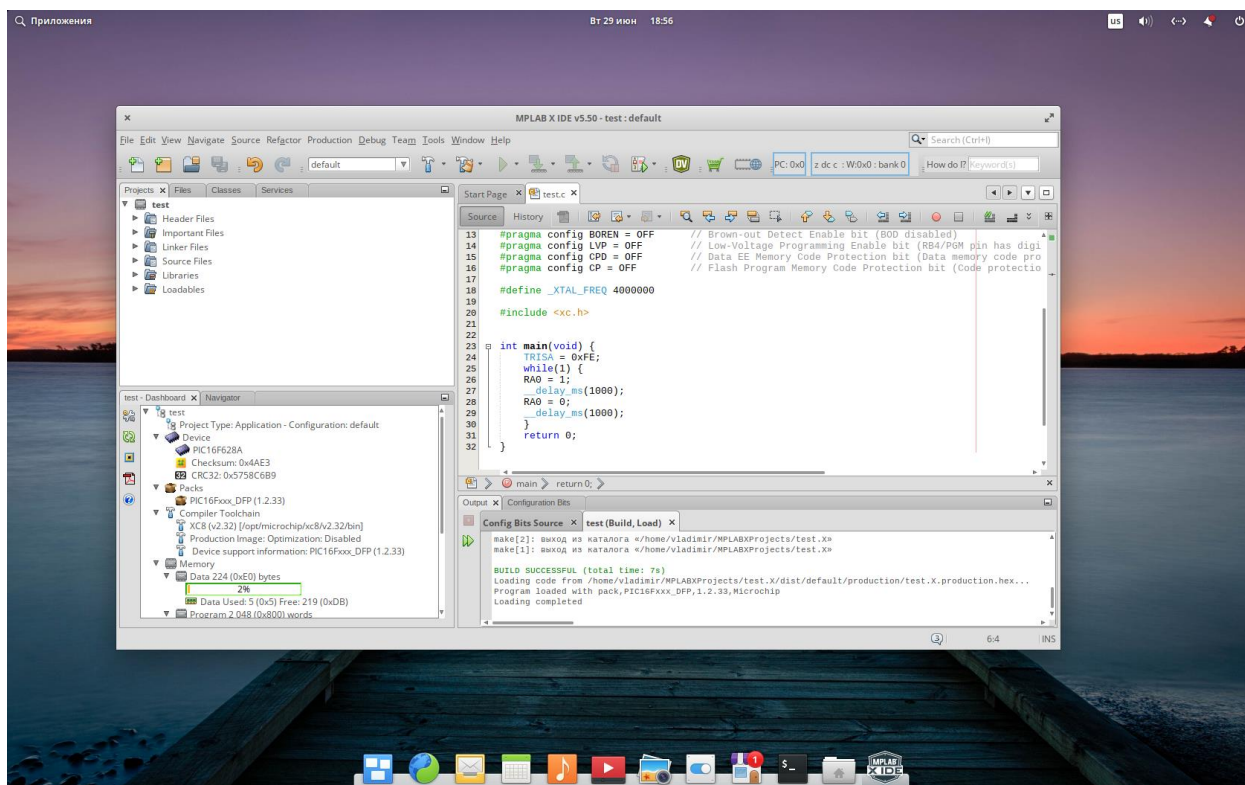 Приложения
Вт 29 июн 18:56
us
MPLAB X IDE v5.50 - test : default
File Edit View Navigate Source Refactor Production Debug Team Tools Window Help
Search (Ctrl+I)
default
PC: 0x0
z dc c : W:0x0 : bank 0
How do I?
Keyword(s)
Projects Files Classes Services
test
Header Files
Important Files
Linker Files
Source Files
Libraries
Loadables
test - Dashboard Navigator
test
Project Type: Application - Configuration: default
Device
PIC16F628A
Checksum: 0x4AE3
CRC32: 0x5758C6B9
Packs
PIC16Fxxx_DFP (1.2.33)
Compiler Toolchain
XC8 (v2.32) [/opt/microchip/xc8/v2.32/bin]
Production Image: Optimization: Disabled
Device support information: PIC16Fxxx_DFP (1.2.33)
Memory
Data 224 (0xE0) bytes
2%
Data Used: 5 (0x5) Free: 219 (0xDB)
Program 2 048 (0x800) words
Start Page test.c
Source History
13 #pragma config BOREN = OFF // Brown-out Detect Enable bit (BOD disabled)
14 #pragma config LVP = OFF // Low-Voltage Programming Enable bit (RB4/PGM pin has digi
15 #pragma config CPD = OFF // Data EE Memory Code Protection bit (Data memory code pro
16 #pragma config CP = OFF // Flash Program Memory Code Protection bit (Code protectio
17
18 #define _XTAL_FREQ 4000000
19
20 #include <xc.h>
21
22
23 int main(void) {
24 TRISA = 0xFE;
25 while(1) {
26 RA0 = 1;
27 __delay_ms(1000);
28 RA0 = 0;
29 __delay_ms(1000);
30 }
31 return 0;
32 }
main return 0;
Output Configuration Bits
Config Bits Source test (Build, Load)
make[2]: выход из каталога «/home/vladimir/MPLABXProjects/test.X»
make[1]: выход из каталога «/home/vladimir/MPLABXProjects/test.X»
BUILD SUCCESSFUL (total time: 7s)
Loading code from /home/vladimir/MPLABXProjects/test.X/dist/default/production/test.X.production.hex...
Program loaded with pack,PIC16Fxxx_DFP,1.2.33,Microchip
Loading completed
3
6:4
INS
1
$_
MPLAB
X IDE